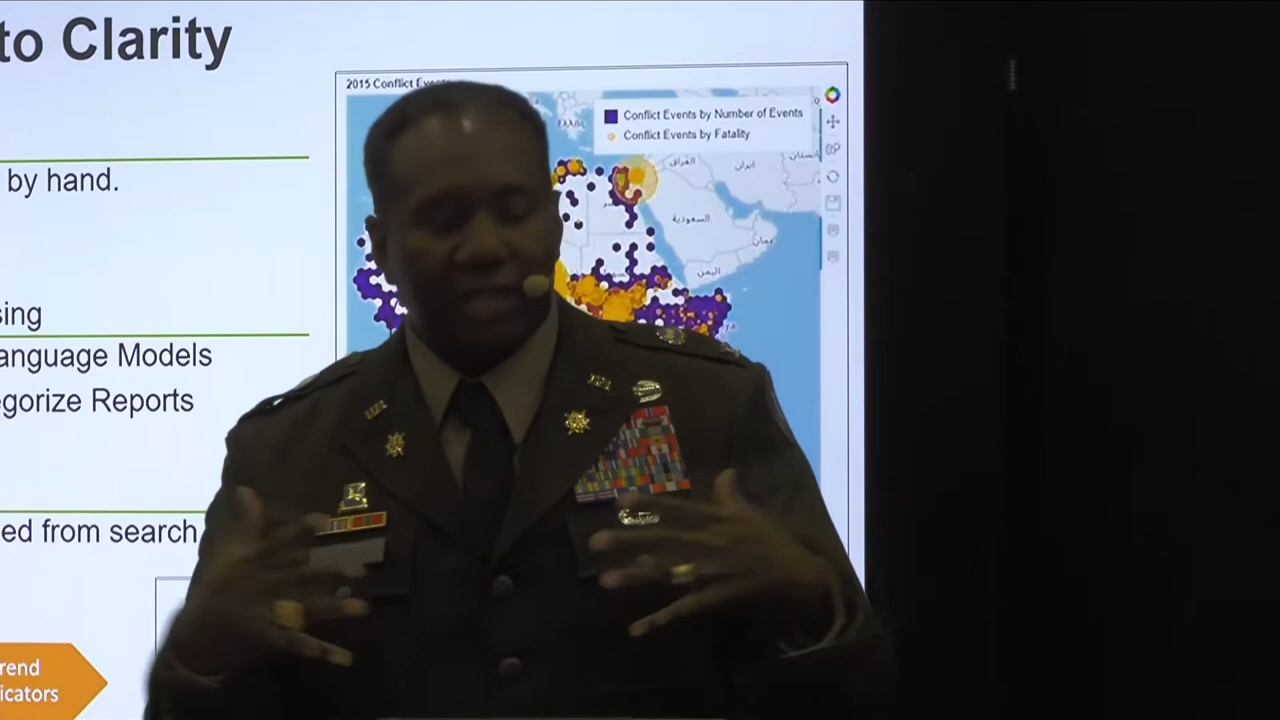 to Clarity
by hand.
sing
anguage Models
egorize Reports
ed from search
rend
icators
2015 Conflict
Conflict Events by Number of Events
Conflict Events by Fatality
العراق
ایران
السعودية
عمان
اليمن